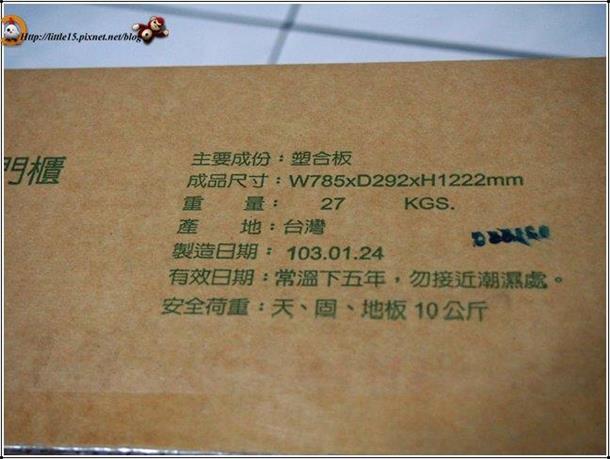 Http://little15.pixnet.net/blog
門櫃
主要成份：塑合板
成品尺寸：W785xD292xH1222mm
重 量： 27 KGS.
產 地：台灣
製造日期： 103.01.24
有效日期：常溫下五年，勿接近潮濕處。
安全荷重：天、固、地板 10公斤